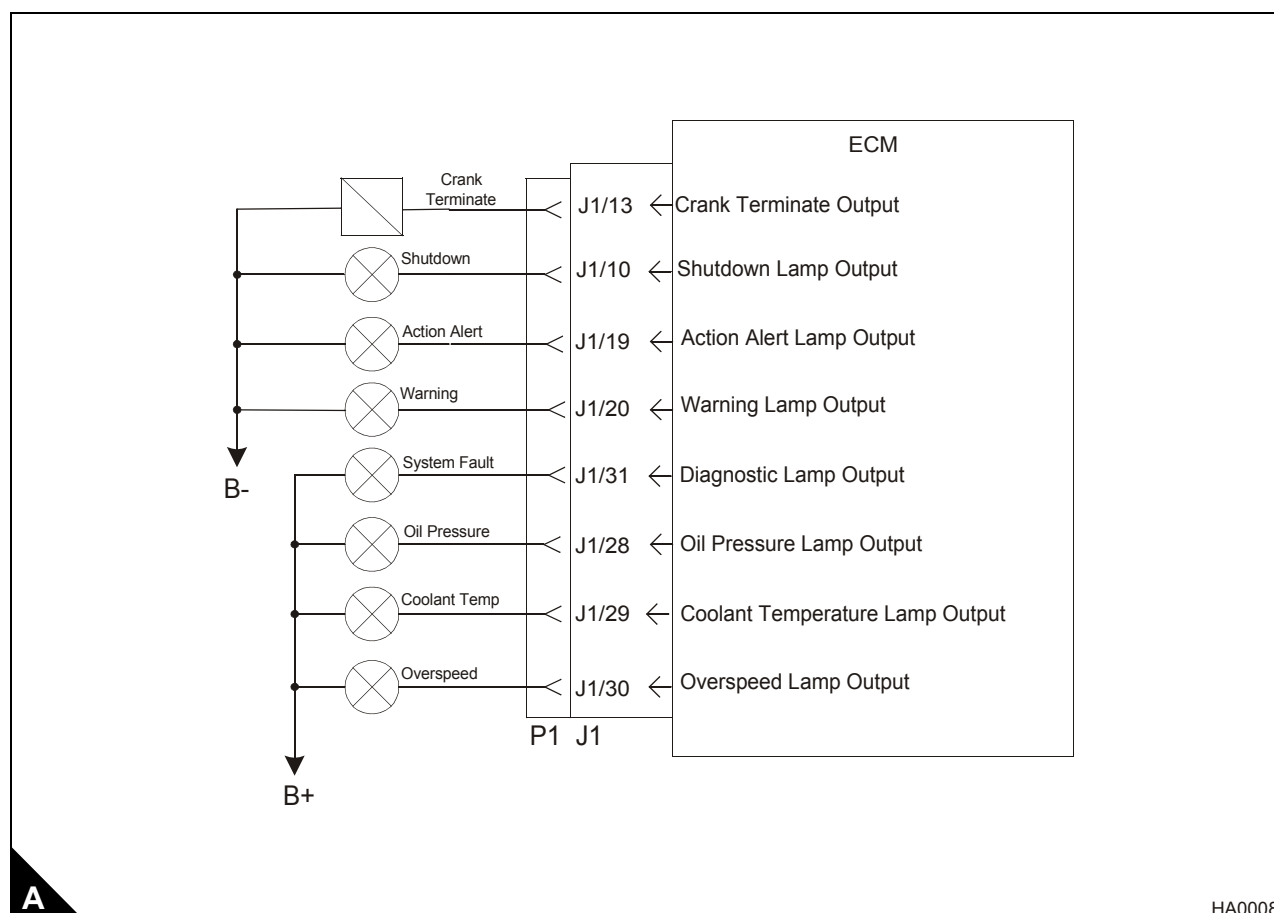 ECM
Crank
Terminate
J1/13
Crank Terminate Output
Shutdown
J1/10
Shutdown Lamp Output
Action Alert
J1/19
Action Alert Lamp Output
Warning
J1/20
Warning Lamp Output
System Fault
J1/31
Diagnostic Lamp Output
B-
Oil Pressure
J1/28
Oil Pressure Lamp Output
Coolant Temp
J1/29
Coolant Temperature Lamp Output
Overspeed
J1/30
Overspeed Lamp Output
P1 J1
B+
A
HA0008